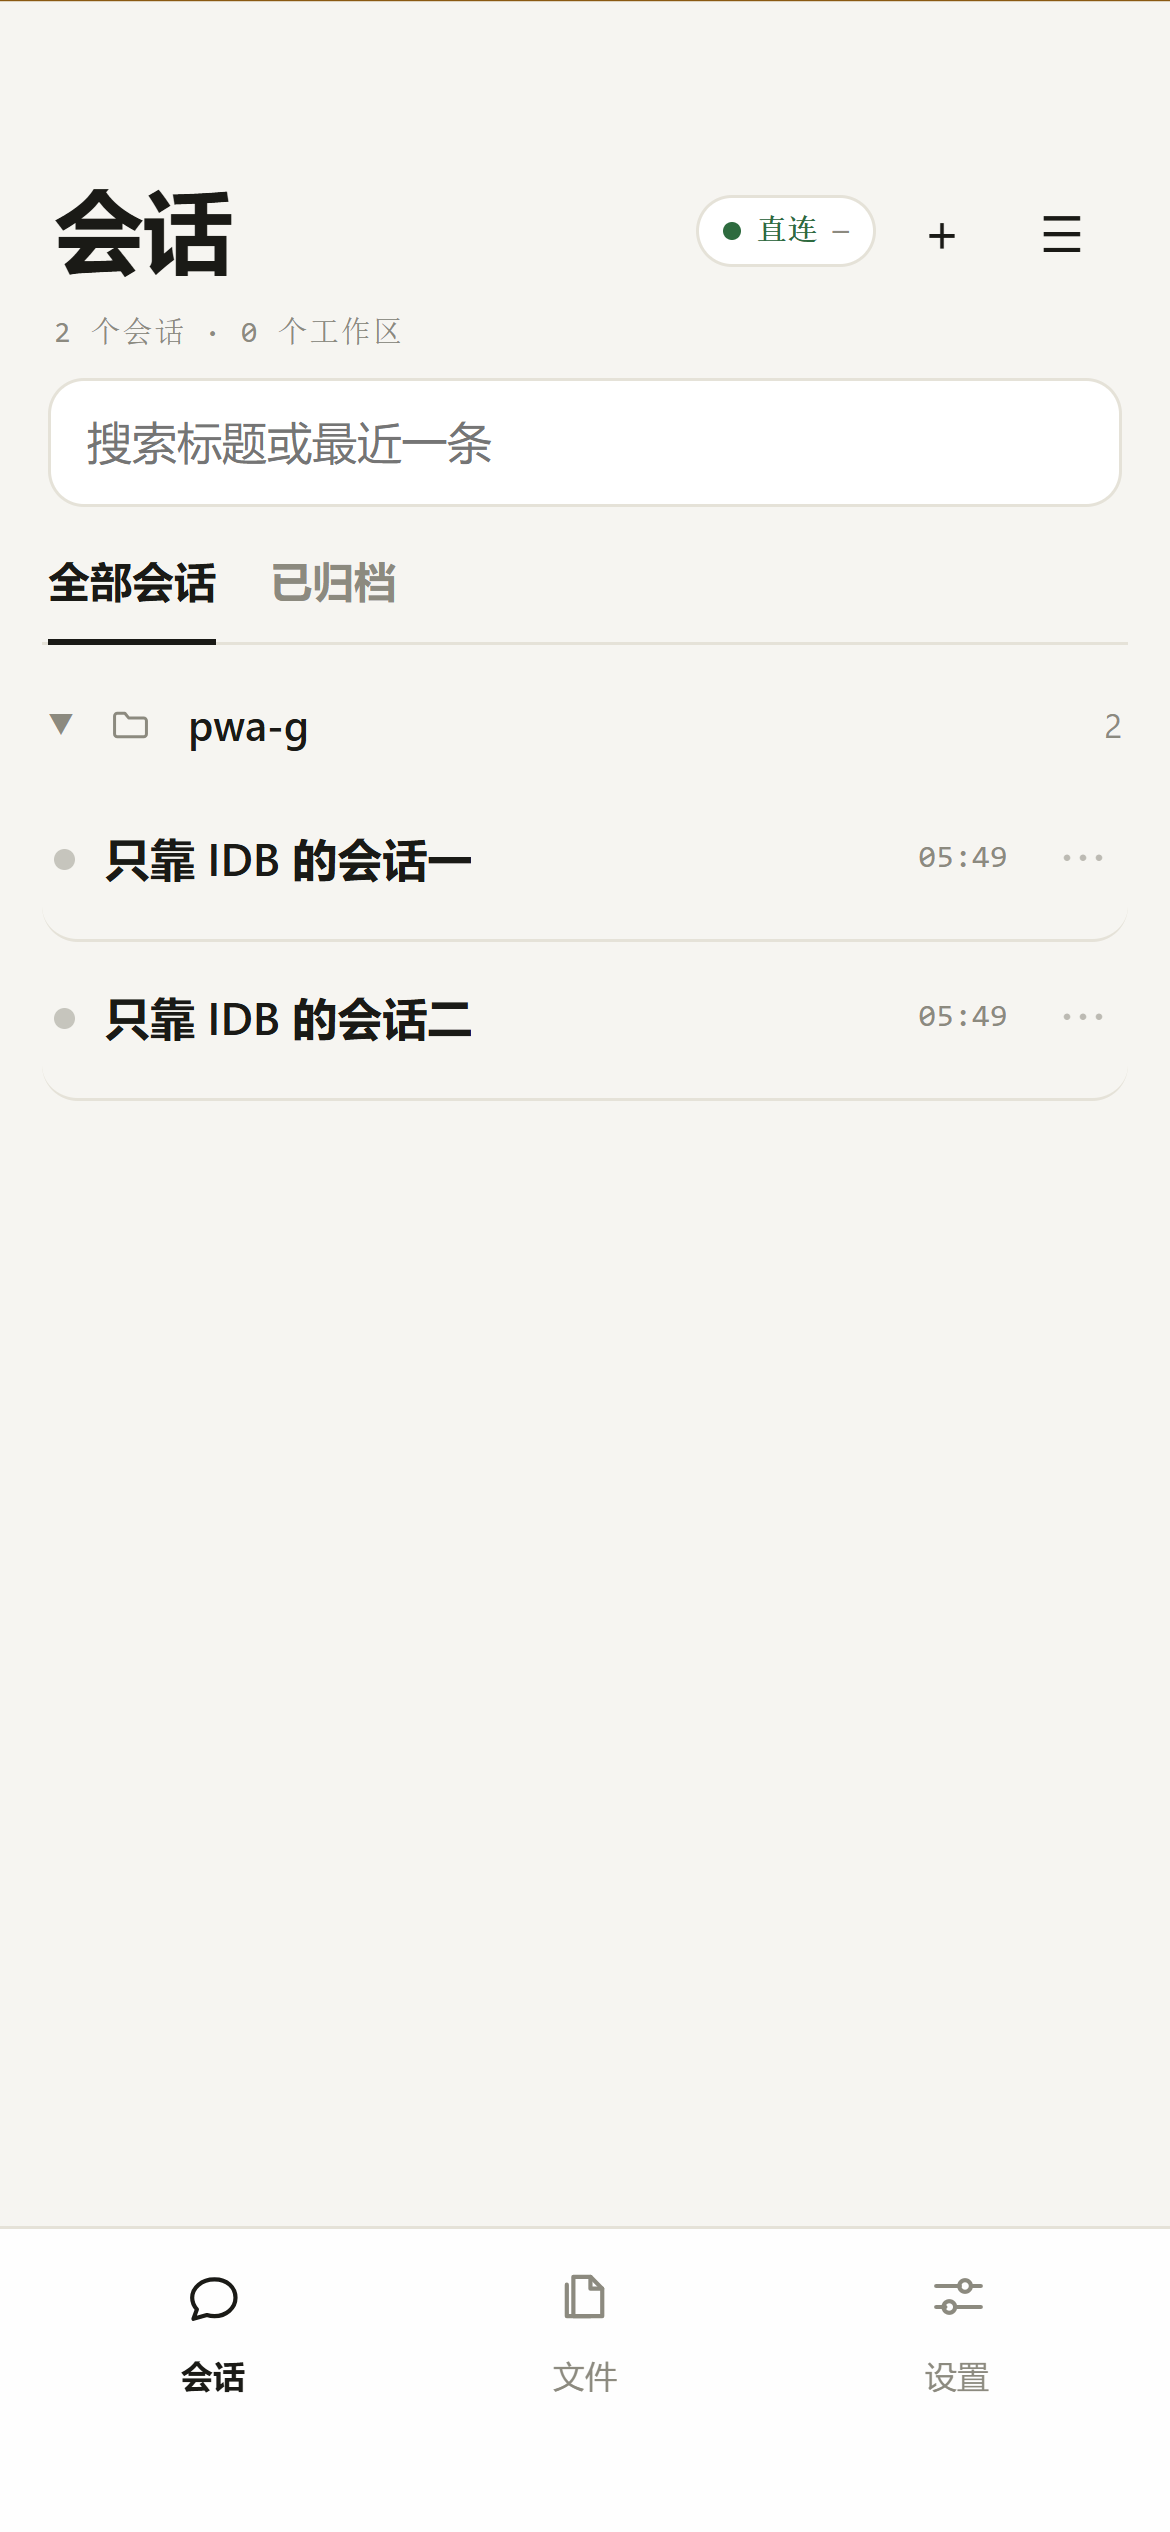 会话
直连 —
+
2 个会话 · 0 个工作区
搜索标题或最近一条
全部会话 已归档
pwa-g 2
只靠 IDB 的会话一 05:49 ···
只靠 IDB 的会话二 05:49 ···
会话 文件 设置